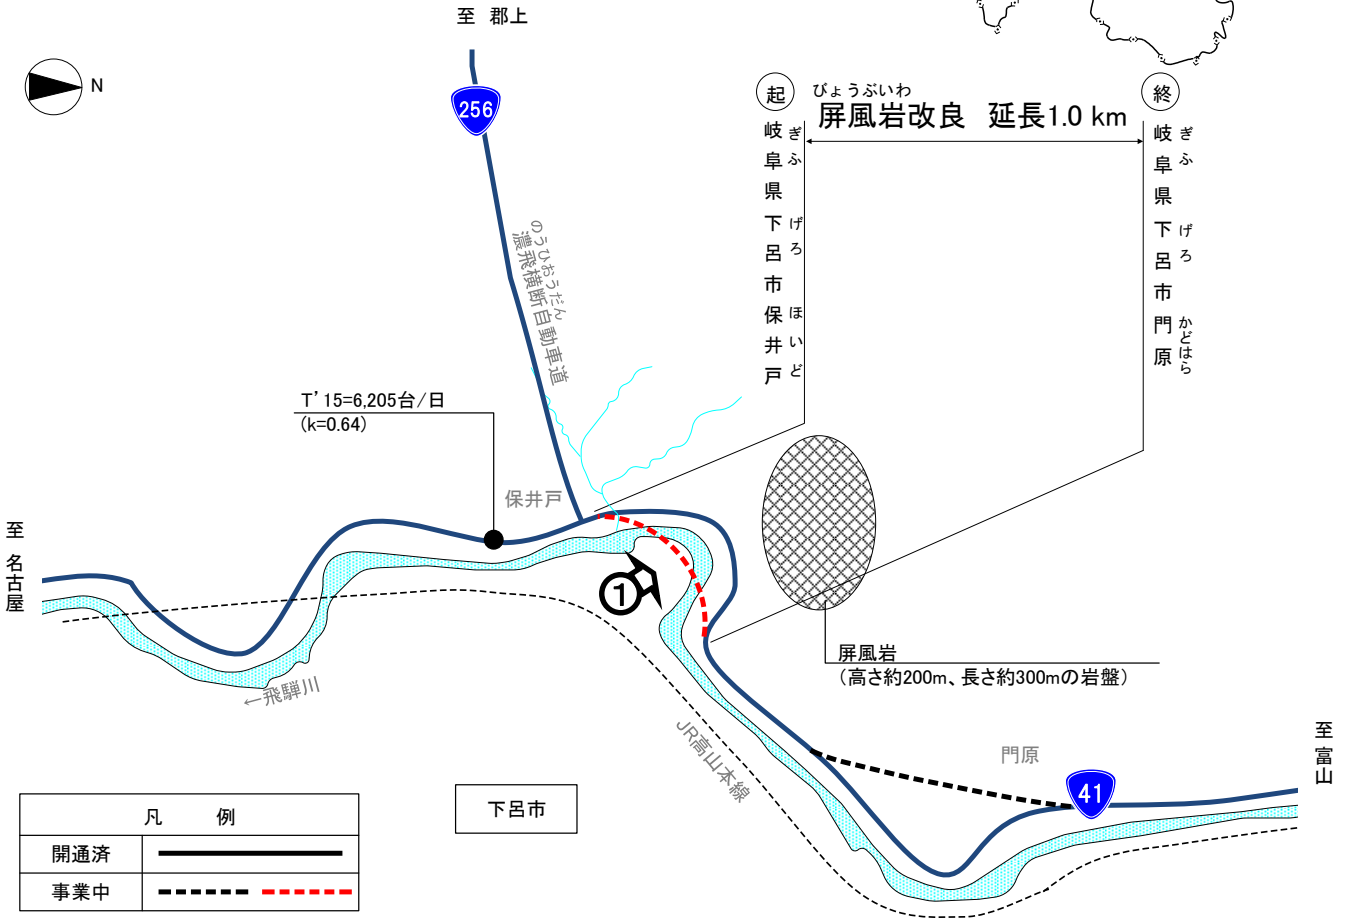 至 郡上
N
256
起
びょうぶいわ
屏風岩改良 延長1.0 km
終
岐阜県下呂市保井戸
ぎふ
げろ
ほいど
岐阜県下呂市門原
ぎふ
げろ
かどはら
のうひおうだん
濃飛横断自動車道
T' 15=6,205台/日
(k=0.64)
保井戸
至 名古屋
①
屏風岩
(高さ約200m、長さ約300mの岩盤)
←飛騨川
JR高山本線
門原
至 富山
41
下呂市
凡 例
開通済
事業中